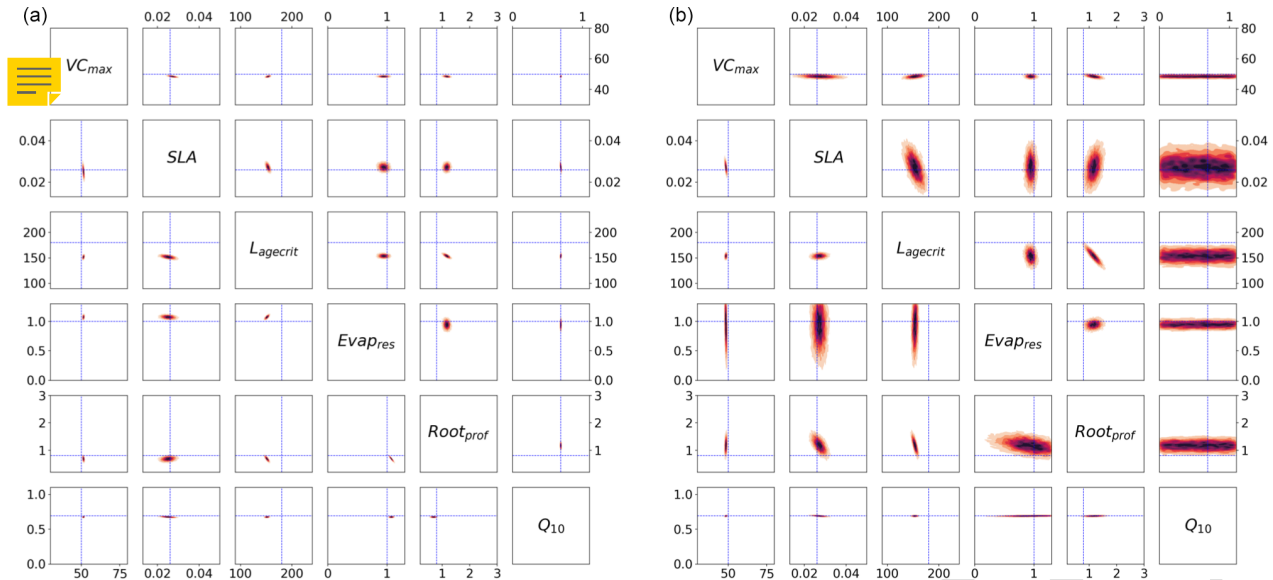 (a) (b)
0.02 0.04 100 200 0 1 1 2 3 0 1 0.02 0.04 100 200 0 1 1 2 3 0 1
VCmax 80 60 40 VCmax 80 60 40
0.04 0.02 SLA 0.04 0.02 0.04 0.02 SLA 0.04 0.02
200 150 100 Lagecrit 200 150 100 200 150 100 Lagecrit 200 150 100
1.0 0.5 0.0 Evapres 1.0 0.5 0.0 1.0 0.5 0.0 Evapres 1.0 0.5 0.0
3 2 1 Rootprof 3 2 1 3 2 1 Rootprof 3 2 1
1.0 0.5 0.0 Q10 1.0 0.5 0.0 Q10
50 75 0.02 0.04 100 200 0 1 1 2 3 50 75 0.02 0.04 100 200 0 1 1 2 3